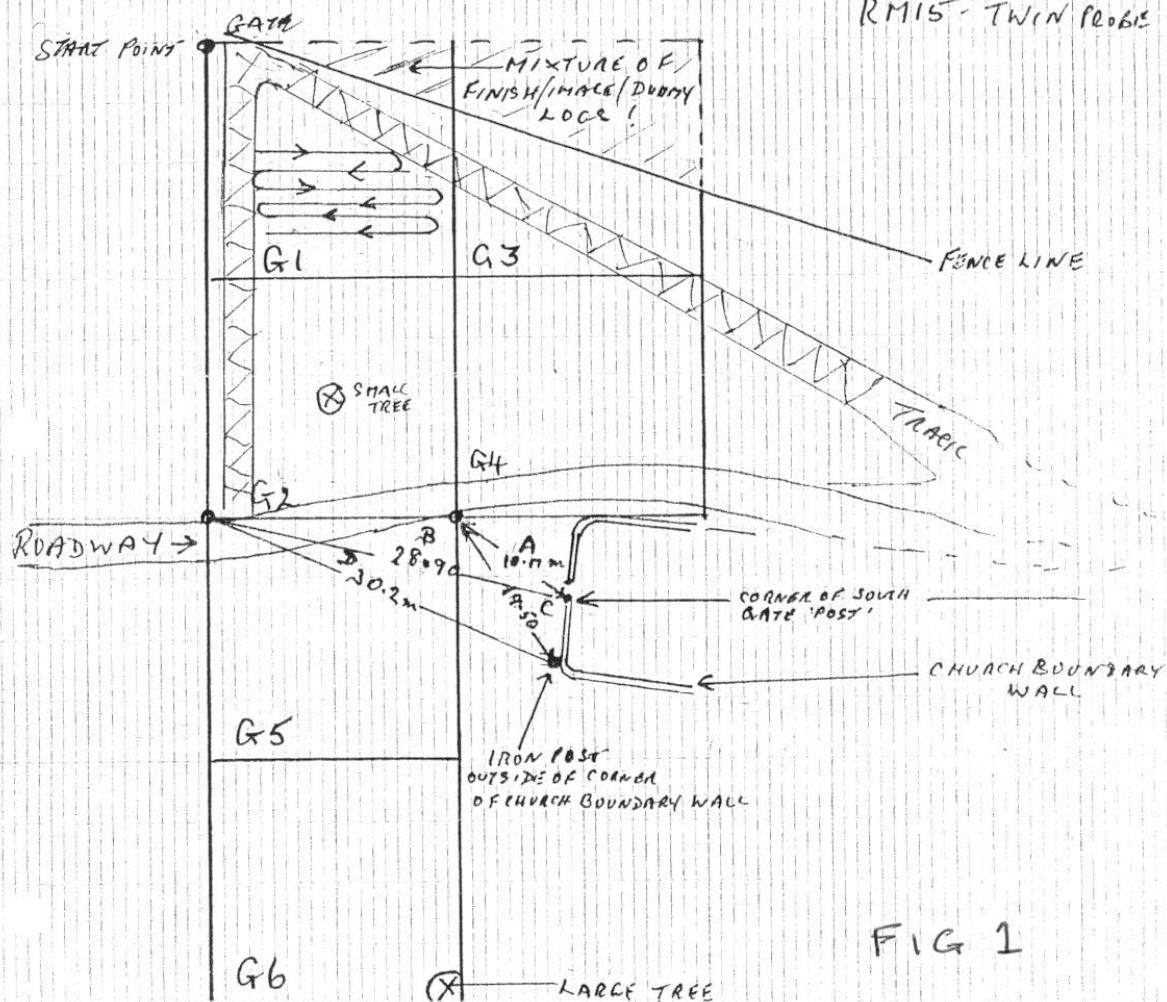 GATE
RM15 - TWIN PROBE
START POINT
MIXTURE OF
FINISH/IMAGE/DUMMY
LOGS !
G1
G3
FENCE LINE
SMALL
TREE
TRACK
G4
G2
ROADWAY →
B
28.90
A
D
30.2m
C
CORNER OF SOUTH
GATE 'POST'
CHURCH BOUNDARY
WALL
G5
IRON POST
OUTSIDE OF CORNER
OF CHURCH BOUNDARY WALL
FIG 1
G6
LARGE TREE